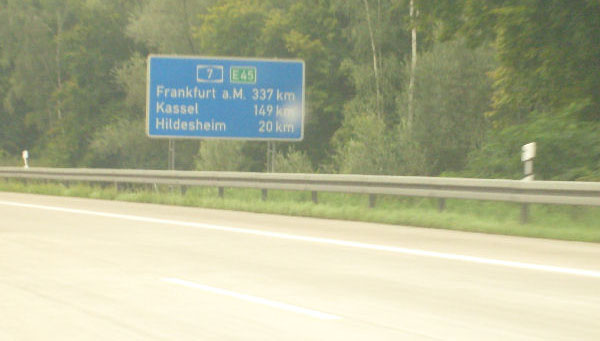 7 E45
Frankfurt a.M. 337 km
Kassel 149 km
Hildesheim 20 km